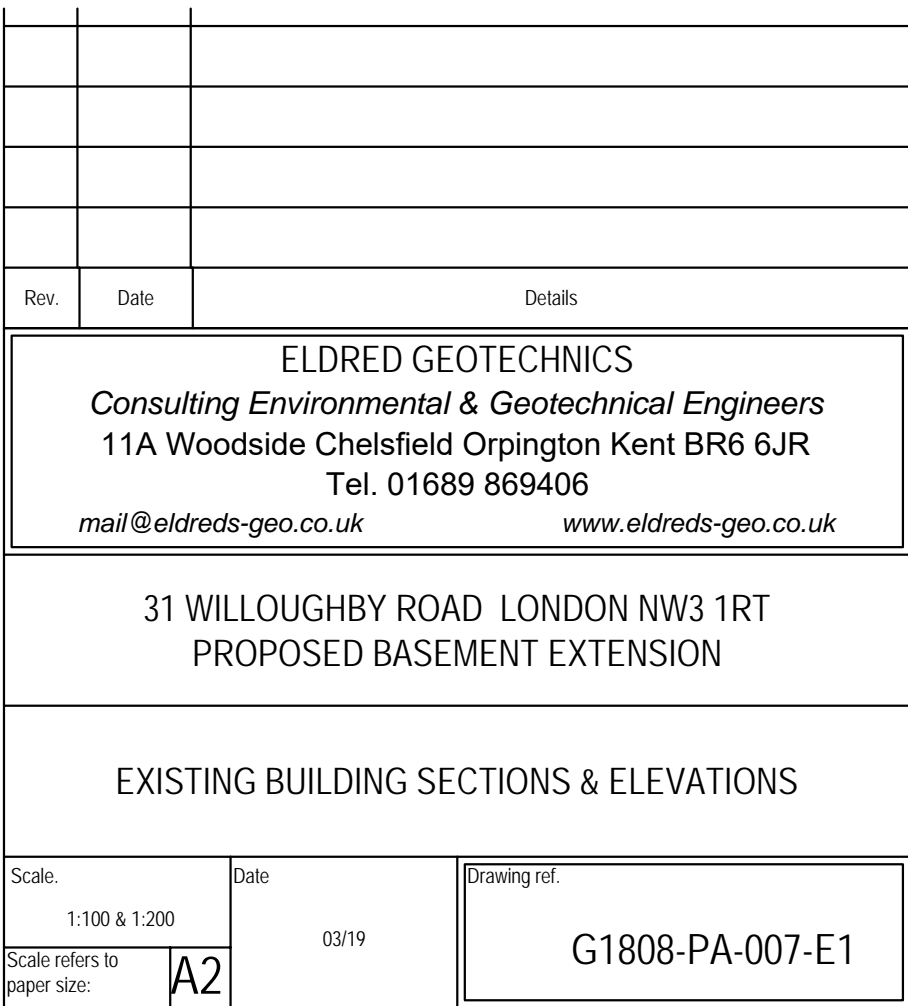 Rev. Date Details
ELDRED GEOTECHNICS
Consulting Environmental & Geotechnical Engineers
11A Woodside Chelsfield Orpington Kent BR6 6JR
Tel. 01689 869406
mail@eldreds-geo.co.uk www.eldreds-geo.co.uk
31 WILLOUGHBY ROAD LONDON NW3 1RT
PROPOSED BASEMENT EXTENSION
EXISTING BUILDING SECTIONS & ELEVATIONS
Scale.
1:100 & 1:200
Scale refers to
paper size:
A2
Date
03/19
Drawing ref.
G1808-PA-007-E1